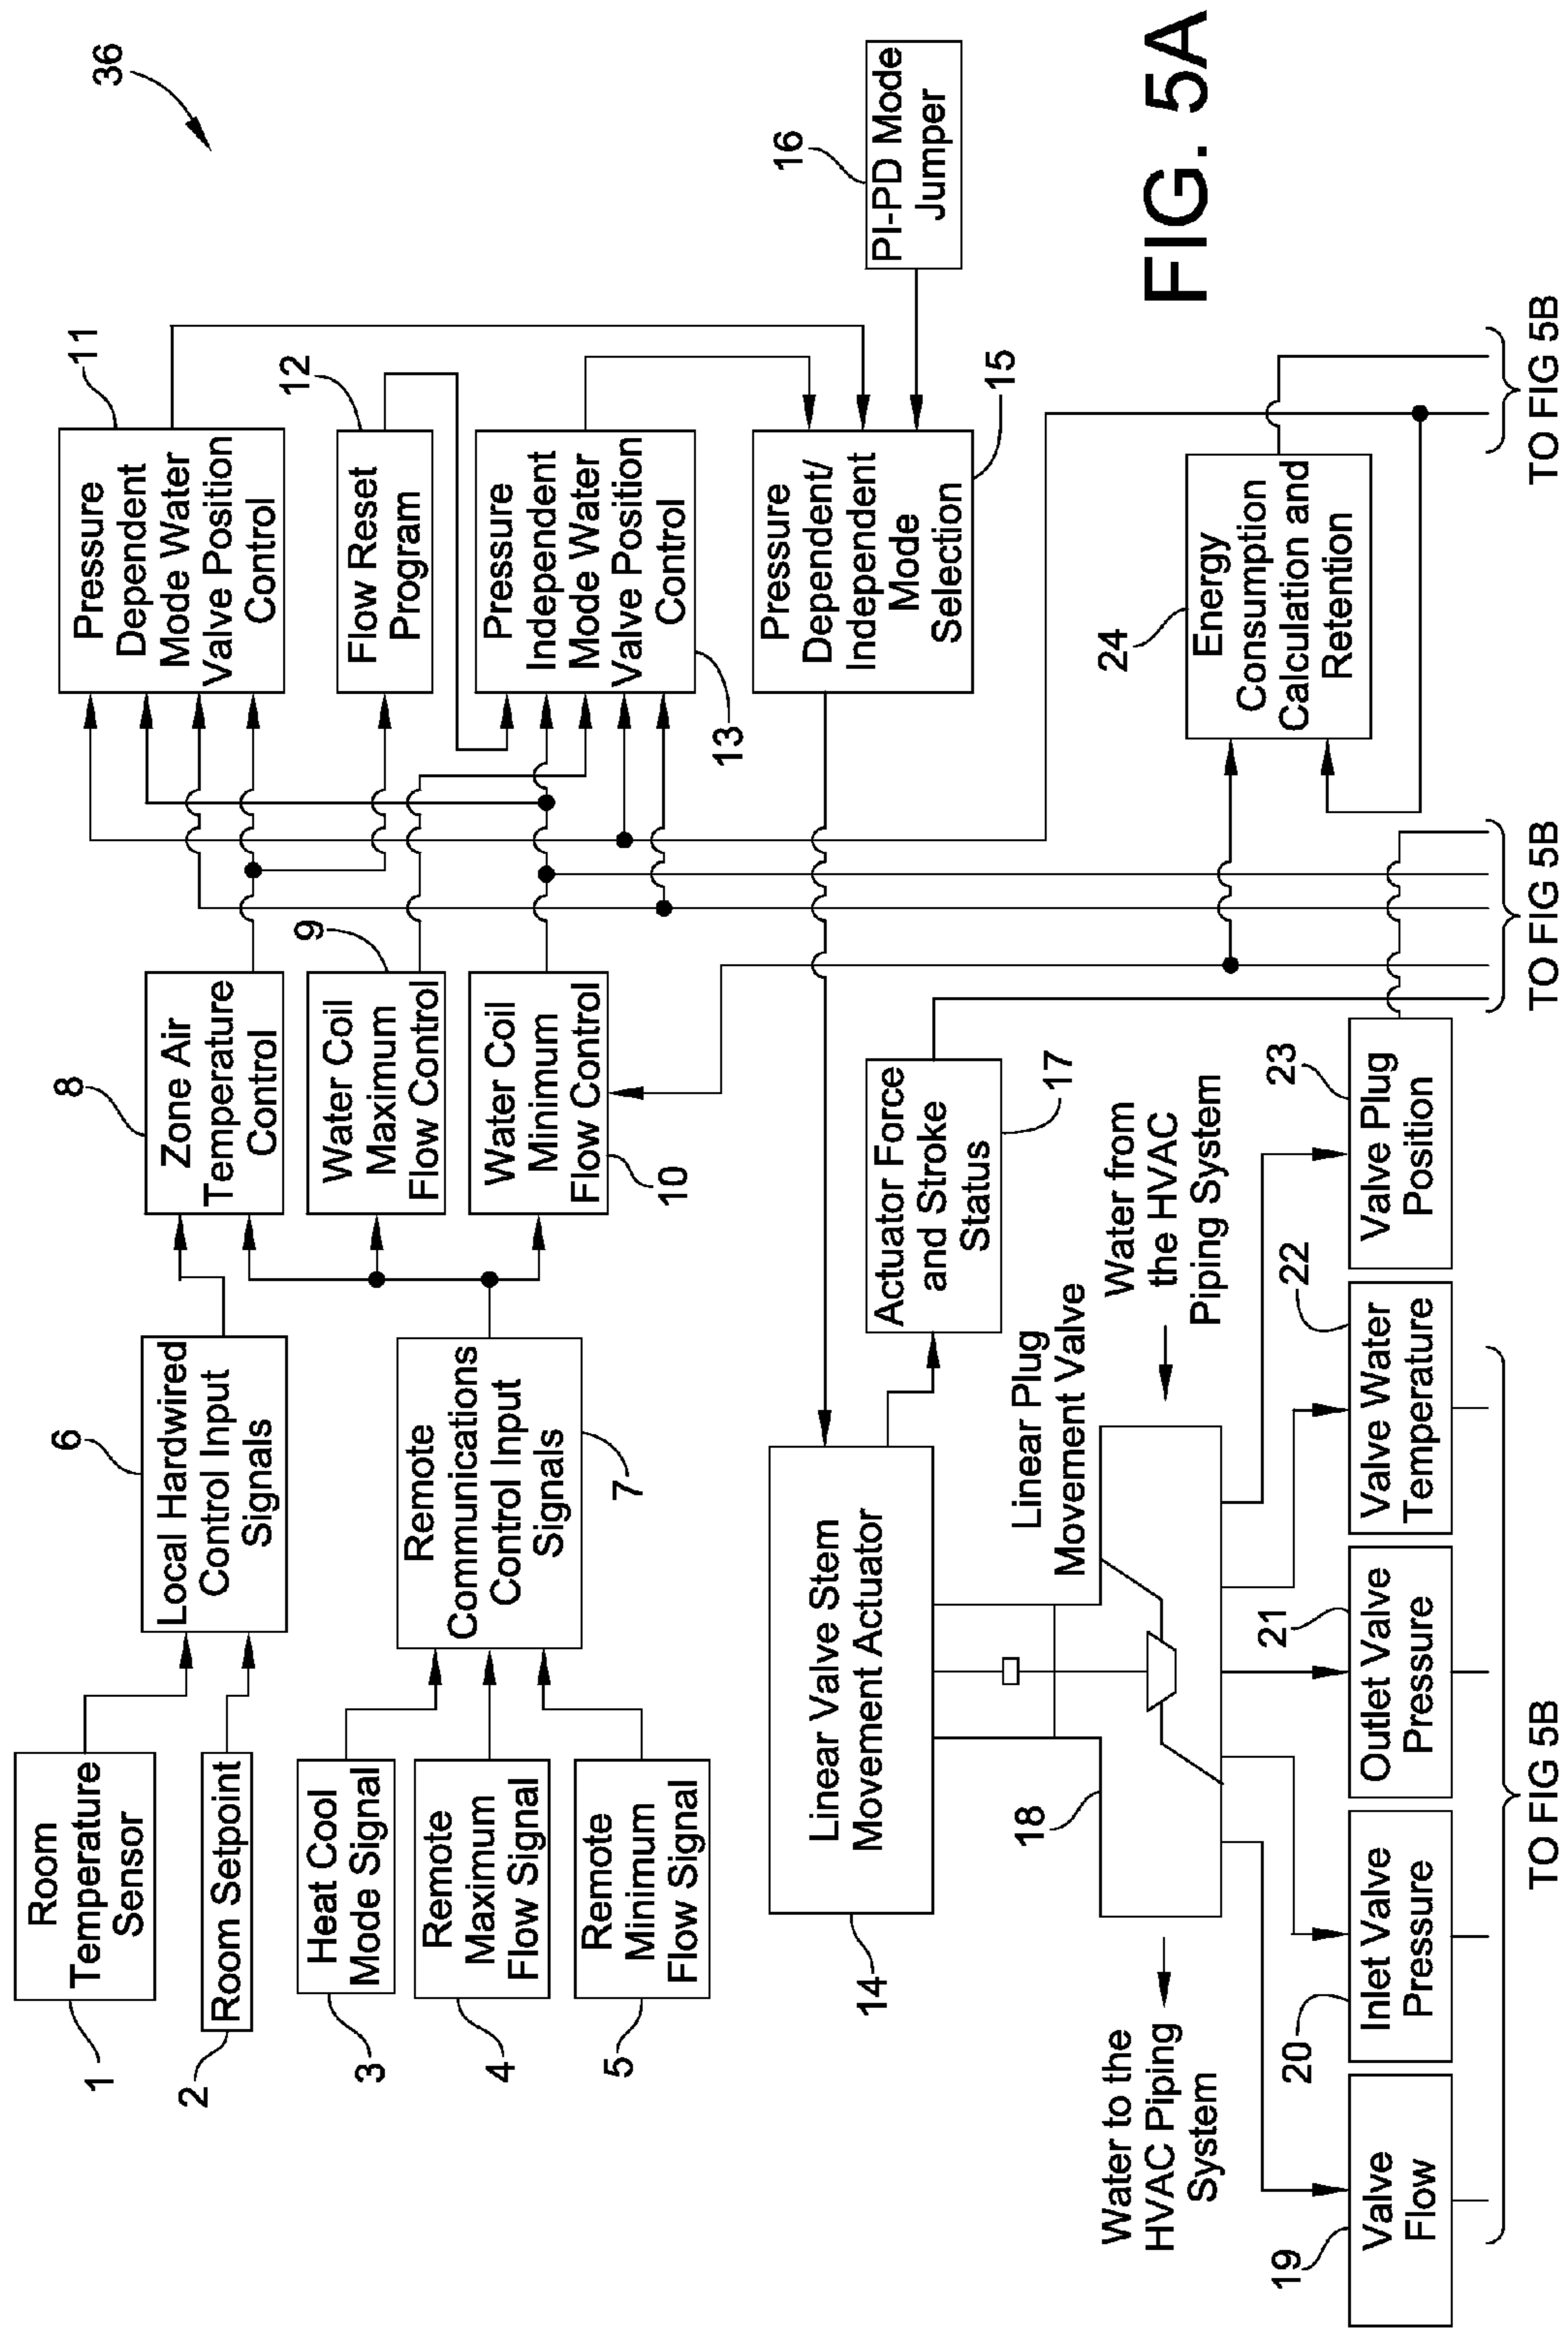 36
1
Room
Temperature
Sensor
2
Room Setpoint
3
Heat Cool
Mode Signal
4
Remote
Maximum
Flow Signal
5
Remote
Minimum
Flow Signal
6
Local Hardwired
Control Input
Signals
Remote
Communications
Control Input
Signals
7
8
Zone Air
Temperature
Control
9
Water Coil
Maximum
Flow Control
Water Coil
Minimum
Flow Control
10
11
Pressure
Dependent
Mode Water
Valve Position
Control
12
Flow Reset
Program
Pressure
Independent
Mode Water
Valve Position
Control
13
Pressure
Dependent/
Independent
Mode
Selection
15
16
PI-PD Mode
Jumper
Linear Valve Stem
Movement Actuator
14
Actuator Force
and Stroke
Status
17
Linear Plug
Movement Valve
Water from
the HVAC
Piping System
18
Water to the
HVAC Piping
System
24
Energy
Consumption
Calculation and
Retention
19
Valve
Flow
20
Inlet Valve
Pressure
21
Outlet Valve
Pressure
22
Valve Water
Temperature
23
Valve Plug
Position
TO FIG 5B
TO FIG 5B
TO FIG 5B
FIG. 5A